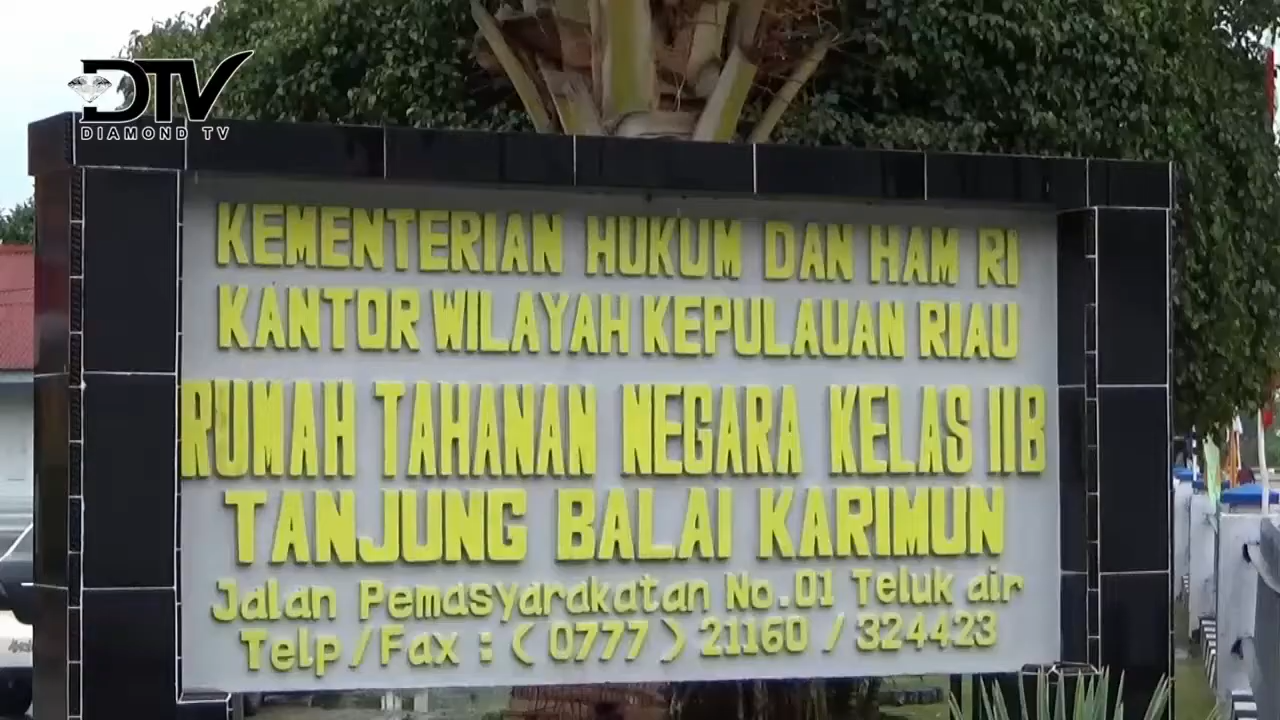 DTV
DIAMOND TV
KEMENTERIAN HUKUM DAN HAM RI
KANTOR WILAYAH KEPULAUAN RIAU
RUMAH TAHANAN NEGARA KELAS IIB
TANJUNG BALAI KARIMUN
Jalan Pemasyarakatan No.01 Teluk air
Telp/Fax : (0777) 21160 / 324423